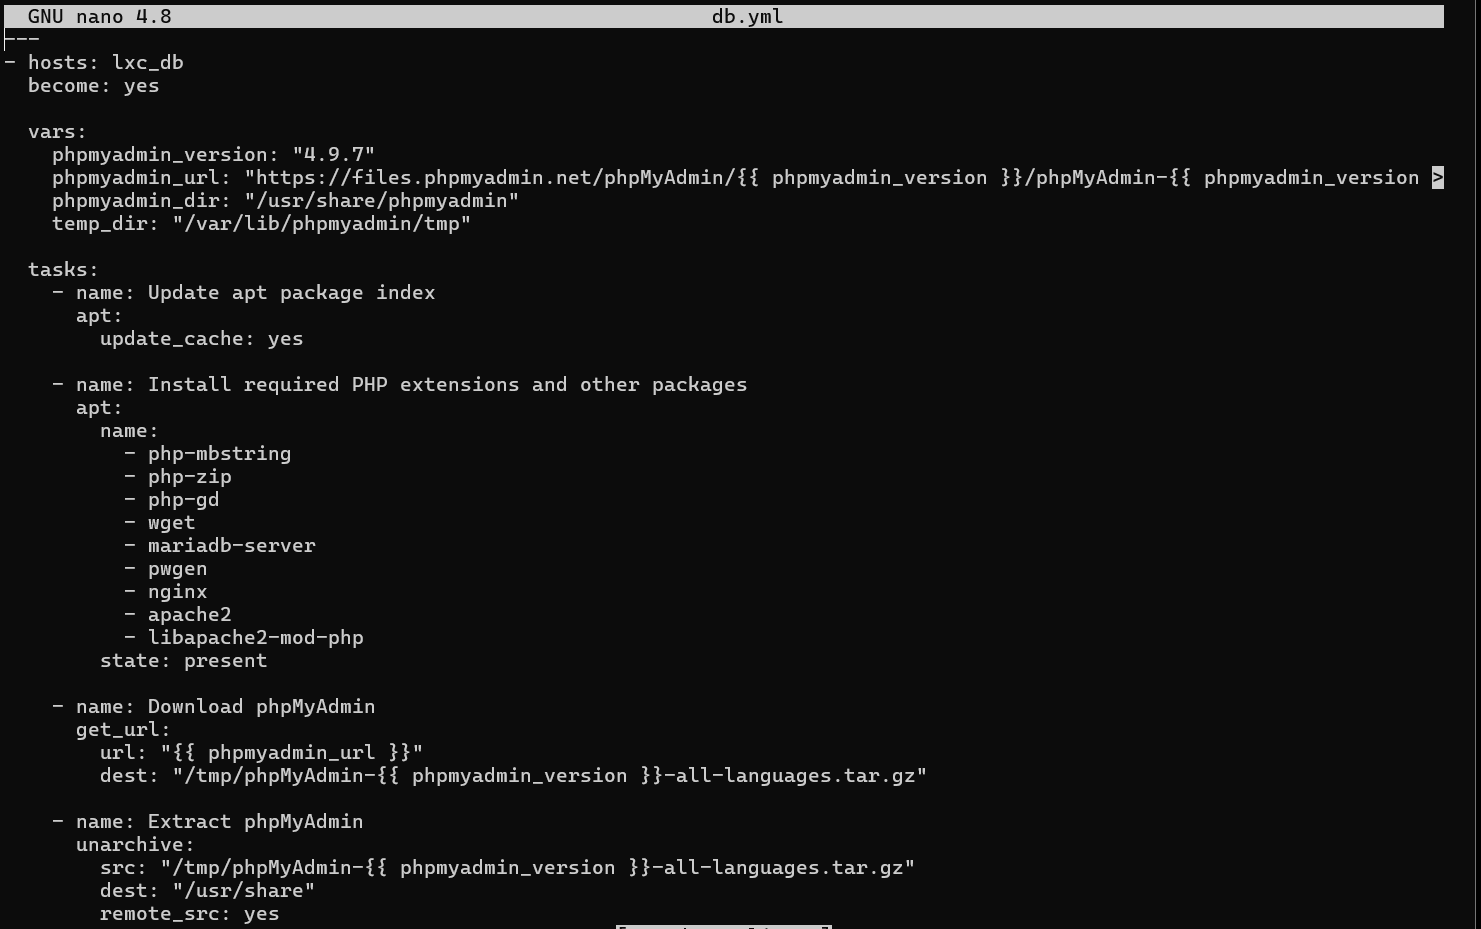 GNU nano 4.8 db.yml
---
- hosts: lxc_db
  become: yes

  vars:
    phpmyadmin_version: "4.9.7"
    phpmyadmin_url: "https://files.phpmyadmin.net/phpMyAdmin/{{ phpmyadmin_version }}/phpMyAdmin-{{ phpmyadmin_version >
    phpmyadmin_dir: "/usr/share/phpmyadmin"
    temp_dir: "/var/lib/phpmyadmin/tmp"

  tasks:
    - name: Update apt package index
      apt:
        update_cache: yes

    - name: Install required PHP extensions and other packages
      apt:
        name:
          - php-mbstring
          - php-zip
          - php-gd
          - wget
          - mariadb-server
          - pwgen
          - nginx
          - apache2
          - libapache2-mod-php
        state: present

    - name: Download phpMyAdmin
      get_url:
        url: "{{ phpmyadmin_url }}"
        dest: "/tmp/phpMyAdmin-{{ phpmyadmin_version }}-all-languages.tar.gz"

    - name: Extract phpMyAdmin
      unarchive:
        src: "/tmp/phpMyAdmin-{{ phpmyadmin_version }}-all-languages.tar.gz"
        dest: "/usr/share"
        remote_src: yes